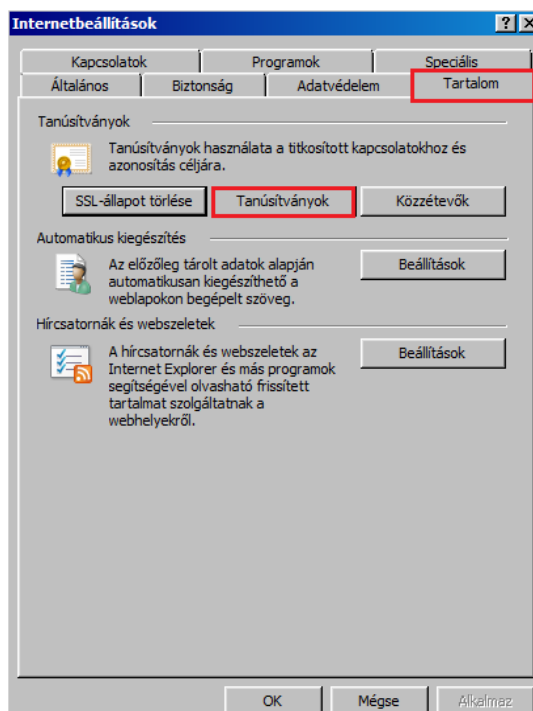 Internetbeállítások
Kapcsolatok Programok Speciális
Általános Biztonság Adatvédelem Tartalom
Tanúsítványok
Tanúsítványok használata a titkosított kapcsolatokhoz és
azonosítás céljára.
SSL-állapot törlése Tanúsítványok Közzétevők
Automatikus kiegészítés
Az előzőleg tárolt adatok alapján
automatikusan kiegészíthető a
weblapokon begépelt szöveg.
Beállítások
Hírcsatornák és webszeletek
A hírcsatornák és webszeletek az
Internet Explorer és más programok
segítségével olvasható frissített
tartalmat szolgáltatnak a
webhelyekről.
Beállítások
OK Mégse Alkalmaz